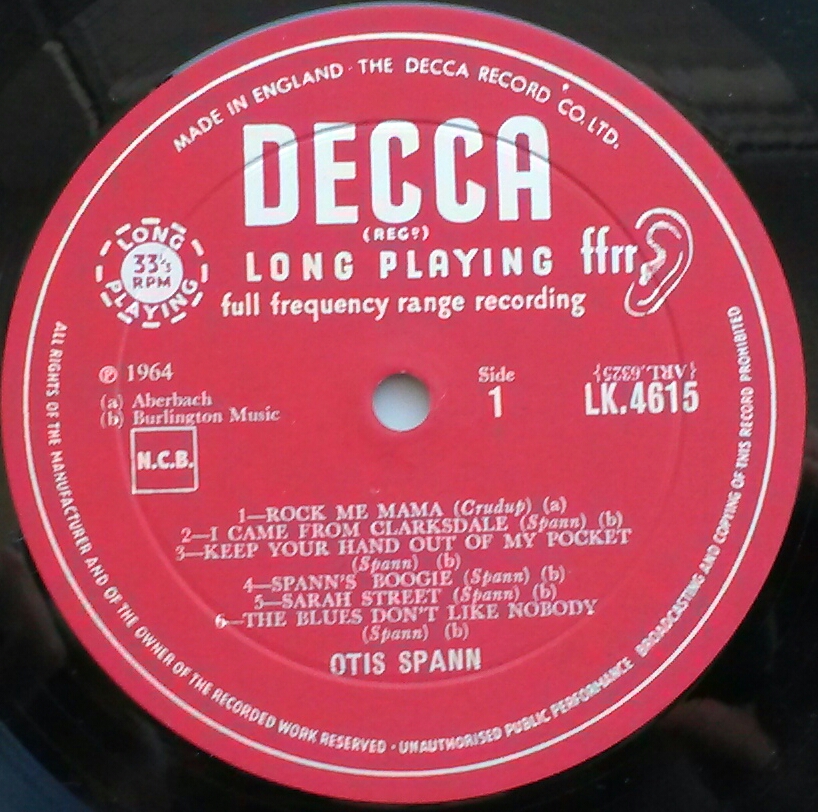 MADE IN ENGLAND · THE DECCA RECORD CO. LTD.
DECCA
(REGD)
LONG PLAYING
ffrr
full frequency range recording
LONG
33⅓
RPM
PLAYING
℗ 1964
(a) Aberbach
(b) Burlington Music
N.C.B.
Side
1
{ARL.6325}
LK.4615
1—ROCK ME MAMA (Crudup) (a)
2—I CAME FROM CLARKSDALE (Spann) (b)
3—KEEP YOUR HAND OUT OF MY POCKET
(Spann) (b)
4—SPANN'S BOOGIE (Spann) (b)
5—SARAH STREET (Spann) (b)
6—THE BLUES DON'T LIKE NOBODY
(Spann) (b)
OTIS SPANN
ALL RIGHTS OF THE MANUFACTURER AND OF THE OWNER OF THE RECORDED WORK RESERVED · UNAUTHORISED PUBLIC PERFORMANCE BROADCASTING AND COPYING OF THIS RECORD PROHIBITED